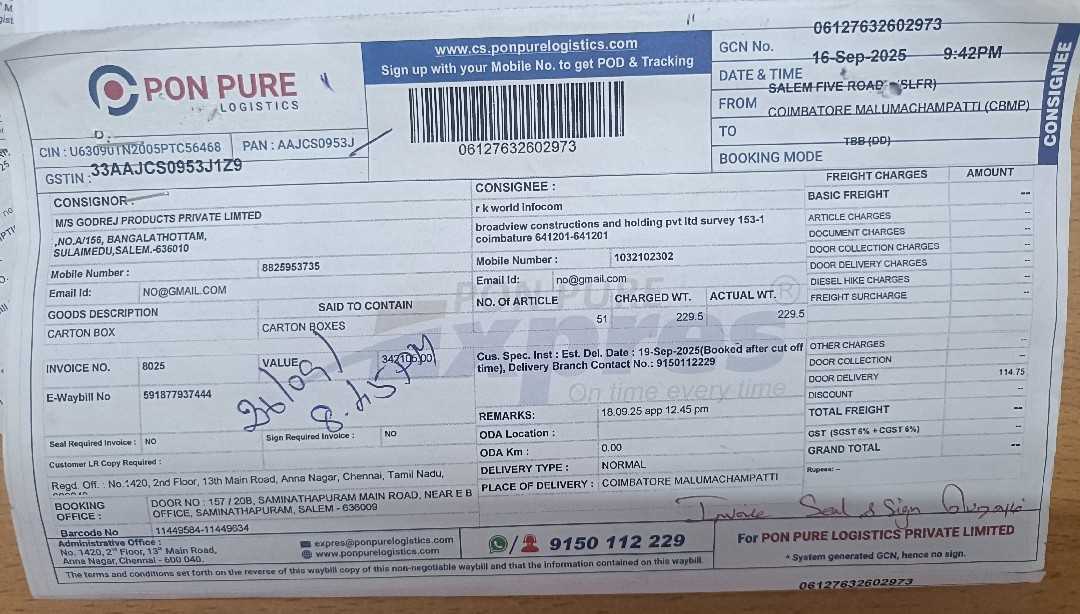 PON PURE
LOGISTICS
www.cs.ponpurelogistics.com
Sign up with your Mobile No. to get POD & Tracking
06127632602973
GCN No.
06127632602973
DATE & TIME
16-Sep-2025 9:42PM
FROM
SALEM FIVE ROAD (SLFR)
TO
COIMBATORE MALUMACHAMPATTI (CBMP)
BOOKING MODE
TBB (DD)
CONSIGNEE
CIN : U63090TN2005PTC56468 PAN : AAJCS0953J
GSTIN : 33AAJCS0953J1Z9
CONSIGNOR :
M/S GODREJ PRODUCTS PRIVATE LIMTED
,NO.A/156, BANGALATHOTTAM,
SULAIMEDU,SALEM.-636010
Mobile Number : 8825953735
Email Id: NO@GMAIL.COM
CONSIGNEE :
r k world Infocom
broadview constructions and holding pvt ltd survey 153-1
coimbature 641201-641201
Mobile Number : 1032102302
Email Id: no@gmail.com
GOODS DESCRIPTION SAID TO CONTAIN
CARTON BOX CARTON BOXES
NO. Of ARTICLE CHARGED WT. ACTUAL WT.
51 229.5 229.5
INVOICE NO. 8025 VALUE 342106.00
E-Waybill No 591877937444
26/09/
8.45 PM
Seal Required Invoice : NO Sign Required Invoice : NO
Customer LR Copy Required :
Cus. Spec. Inst : Est. Del. Date : 19-Sep-2025(Booked after cut off
time), Delivery Branch Contact No.: 9150112229
PON PURE
Expres ®
On time every time
REMARKS: 18.09.25 app 12.45 pm
ODA Location :
ODA Km : 0.00
DELIVERY TYPE : NORMAL
PLACE OF DELIVERY : COIMBATORE MALUMACHAMPATTI
FREIGHT CHARGES AMOUNT
BASIC FREIGHT --
ARTICLE CHARGES --
DOCUMENT CHARGES --
DOOR COLLECTION CHARGES --
DOOR DELIVERY CHARGES --
DIESEL HIKE CHARGES --
FREIGHT SURCHARGE --
OTHER CHARGES --
DOOR COLLECTION --
DOOR DELIVERY 114.75
DISCOUNT --
TOTAL FREIGHT --
GST (SGST 6% + CGST 6%) --
GRAND TOTAL --
Rupees: --
Regd. Off. : No.1420, 2nd Floor, 13th Main Road, Anna Nagar, Chennai, Tamil Nadu,
BOOKING OFFICE : DOOR NO : 157 / 20B, SAMINATHAPURAM MAIN ROAD, NEAR E B
OFFICE, SAMINATHAPURAM, SALEM - 636009
Barcode No 11449584-11449634
Invoice Seal & Sign
Administrative Office :
No. 1420, 2nd Floor, 13th Main Road,
Anna Nagar, Chennai - 600 040.
expres@ponpurelogistics.com
www.ponpurelogistics.com
9150 112 229
For PON PURE LOGISTICS PRIVATE LIMITED
* System generated GCN, hence no sign.
The terms and conditions set forth on the reverse of this waybill copy of this non-negotiable waybill and that the information contained on this waybill.
06127632602973